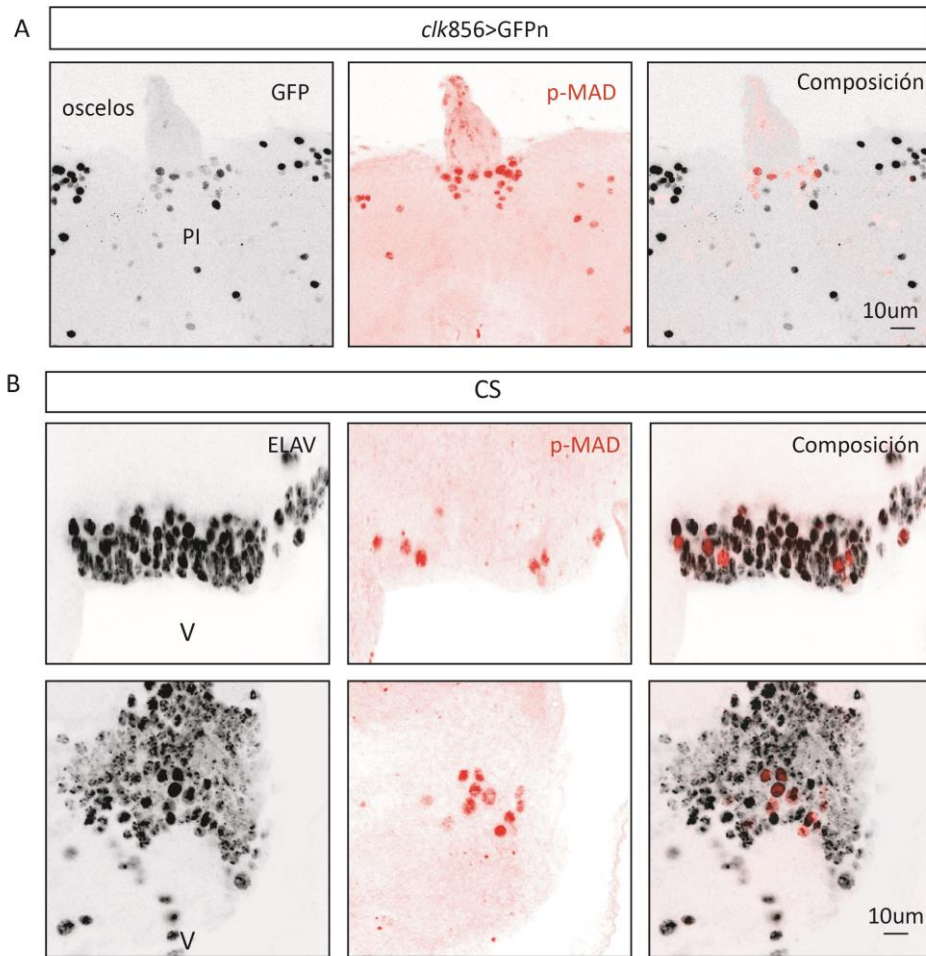 A
clk856>GFPn
oscelos
GFP
PI
p-MAD
Composición
10um
B
CS
ELAV
V
p-MAD
Composición
V
10um